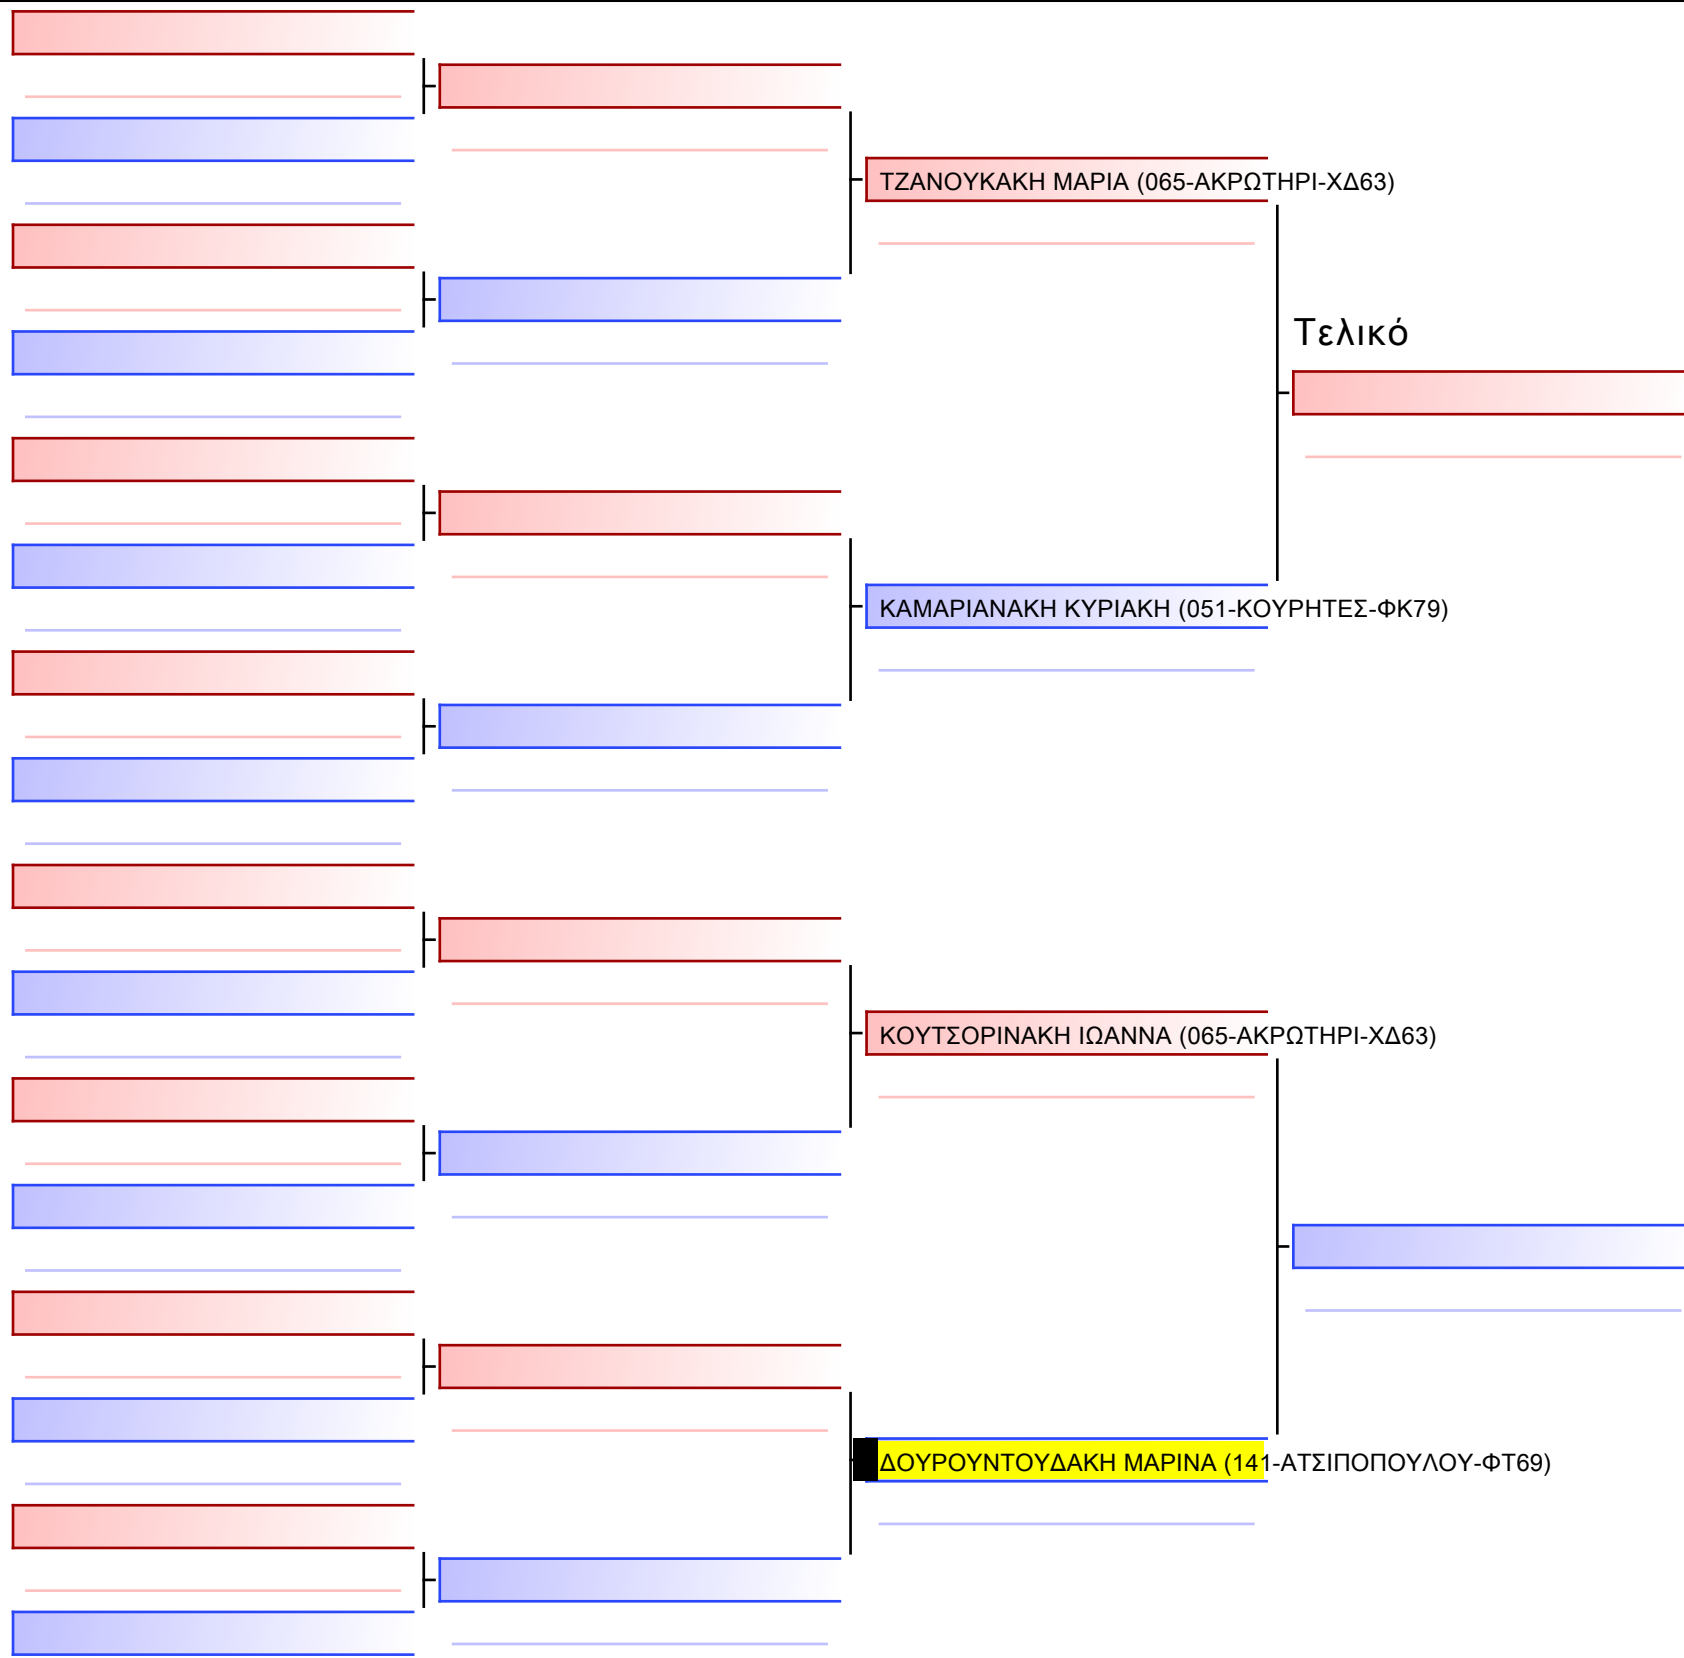 ΤΖΑΝΟΥΚΑΚΗ ΜΑΡΙΑ (065-ΑΚΡΩΤΗΡΙ-ΧΔ63)
Τελικό
ΚΑΜΑΡΙΑΝΑΚΗ ΚΥΡΙΑΚΗ (051-ΚΟΥΡΗΤΕΣ-ΦΚ79)
ΚΟΥΤΣΟΡΙΝΑΚΗ ΙΩΑΝΝΑ (065-ΑΚΡΩΤΗΡΙ-ΧΔ63)
ΔΟΥΡΟΥΝΤΟΥΔΑΚΗ ΜΑΡΙΝΑ (141-ΑΤΣΙΠΟΠΟΥΛΟΥ-ΦΤ69)